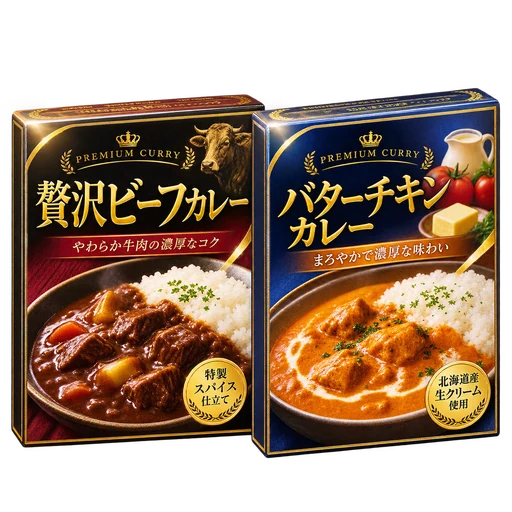 PREMIUM CURRY
贅沢ビーフカレー
やわらか牛肉の濃厚なコク
特製
スパイス
仕立て
PREMIUM CURRY
バターチキン
カレー
まろやかで濃厚な味わい
北海道産
生クリーム
使用